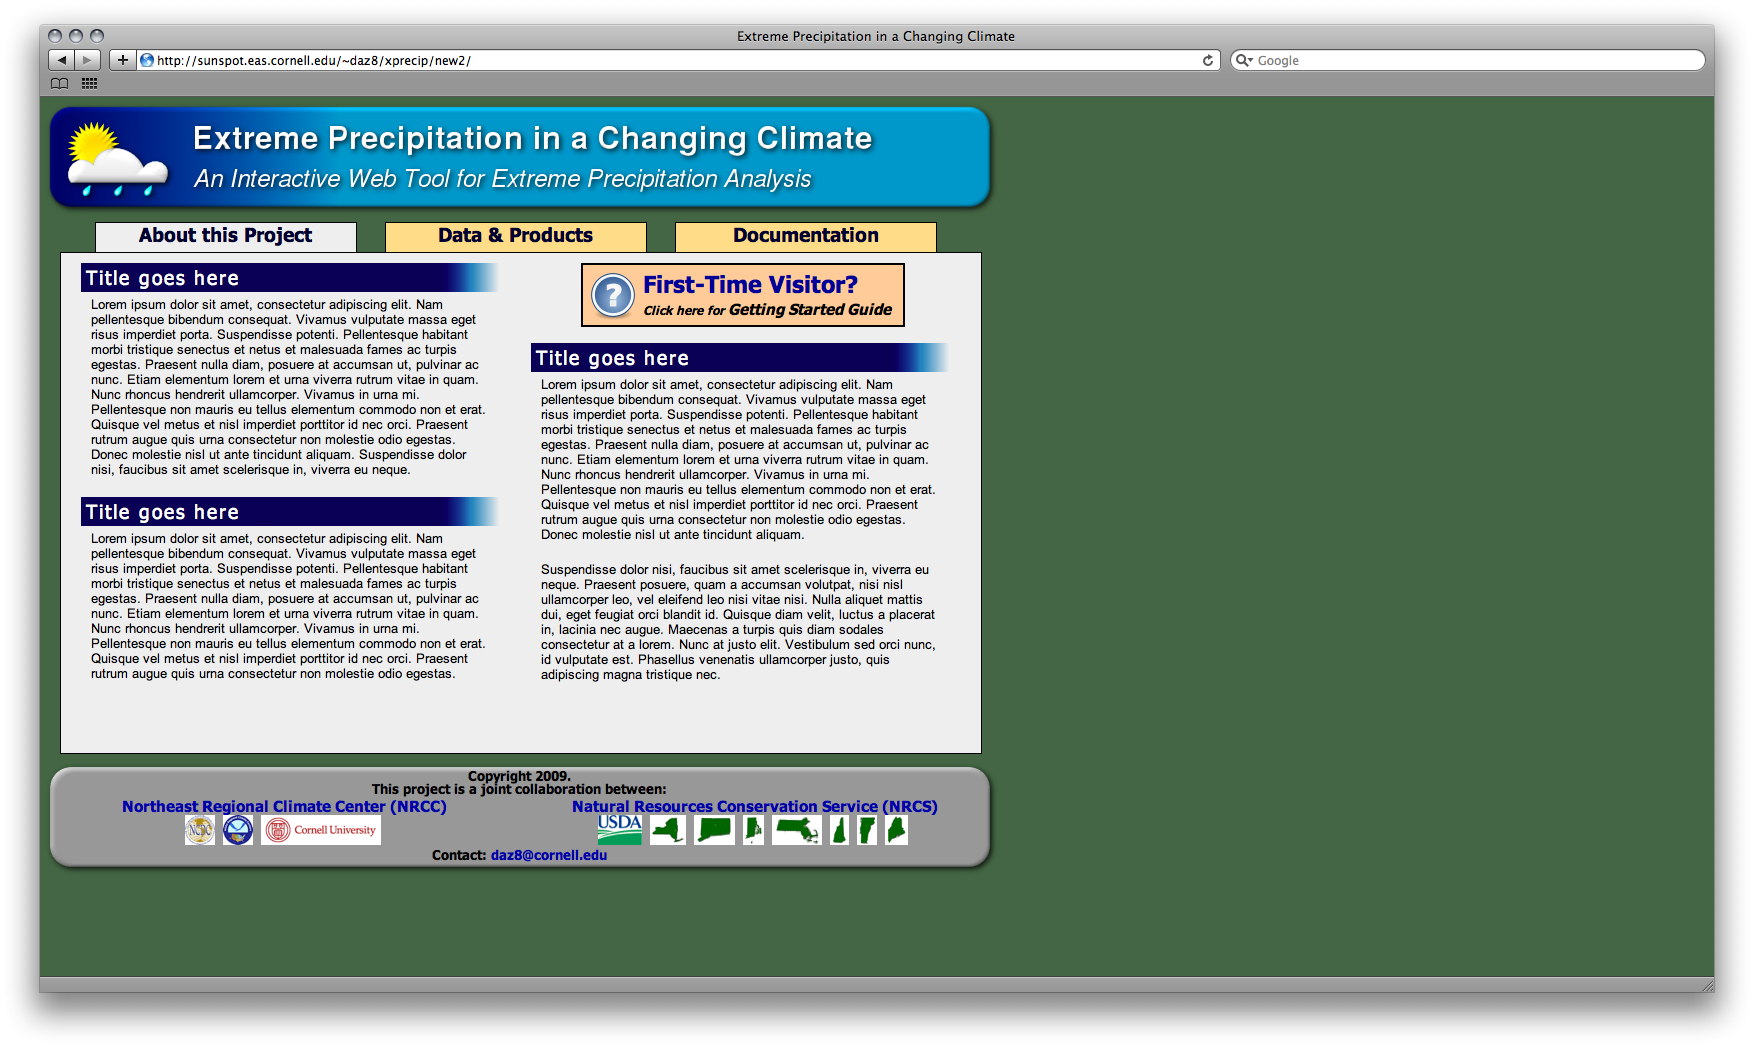 Extreme Precipitation in a Changing Climate
http://sunspot.eas.cornell.edu/~daz8/xprecip/new2/
Google
Extreme Precipitation in a Changing Climate
An Interactive Web Tool for Extreme Precipitation Analysis
About this Project
Data & Products
Documentation
Title goes here
Lorem ipsum dolor sit amet, consectetur adipiscing elit. Nam
pellentesque bibendum consequat. Vivamus vulputate massa eget
risus imperdiet porta. Suspendisse potenti. Pellentesque habitant
morbi tristique senectus et netus et malesuada fames ac turpis
egestas. Praesent nulla diam, posuere at accumsan ut, pulvinar ac
nunc. Etiam elementum lorem et urna viverra rutrum vitae in quam.
Nunc rhoncus hendrerit ullamcorper. Vivamus in urna mi.
Pellentesque non mauris eu tellus elementum commodo non et erat.
Quisque vel metus et nisl imperdiet porttitor id nec orci. Praesent
rutrum augue quis urna consectetur non molestie odio egestas.
Donec molestie nisl ut ante tincidunt aliquam. Suspendisse dolor
nisi, faucibus sit amet scelerisque in, viverra eu neque.
Title goes here
Lorem ipsum dolor sit amet, consectetur adipiscing elit. Nam
pellentesque bibendum consequat. Vivamus vulputate massa eget
risus imperdiet porta. Suspendisse potenti. Pellentesque habitant
morbi tristique senectus et netus et malesuada fames ac turpis
egestas. Praesent nulla diam, posuere at accumsan ut, pulvinar ac
nunc. Etiam elementum lorem et urna viverra rutrum vitae in quam.
Nunc rhoncus hendrerit ullamcorper. Vivamus in urna mi.
Pellentesque non mauris eu tellus elementum commodo non et erat.
Quisque vel metus et nisl imperdiet porttitor id nec orci. Praesent
rutrum augue quis urna consectetur non molestie odio egestas.
?
First-Time Visitor?
Click here for Getting Started Guide
Title goes here
Lorem ipsum dolor sit amet, consectetur adipiscing elit. Nam
pellentesque bibendum consequat. Vivamus vulputate massa eget
risus imperdiet porta. Suspendisse potenti. Pellentesque habitant
morbi tristique senectus et netus et malesuada fames ac turpis
egestas. Praesent nulla diam, posuere at accumsan ut, pulvinar ac
nunc. Etiam elementum lorem et urna viverra rutrum vitae in quam.
Nunc rhoncus hendrerit ullamcorper. Vivamus in urna mi.
Pellentesque non mauris eu tellus elementum commodo non et erat.
Quisque vel metus et nisl imperdiet porttitor id nec orci. Praesent
rutrum augue quis urna consectetur non molestie odio egestas.
Donec molestie nisl ut ante tincidunt aliquam.
Suspendisse dolor nisi, faucibus sit amet scelerisque in, viverra eu
neque. Praesent posuere, quam a accumsan volutpat, nisi nisl
ullamcorper leo, vel eleifend leo nisi vitae nisi. Nulla aliquet mattis
dui, eget feugiat orci blandit id. Quisque diam velit, luctus a placerat
in, lacinia nec augue. Maecenas a turpis quis diam sodales
consectetur at a lorem. Nunc at justo elit. Vestibulum sed orci nunc,
id vulputate est. Phasellus venenatis ullamcorper justo, quis
adipiscing magna tristique nec.
Copyright 2009.
This project is a joint collaboration between:
Northeast Regional Climate Center (NRCC)
NCDC
Cornell University
Natural Resources Conservation Service (NRCS)
USDA
Contact: daz8@cornell.edu